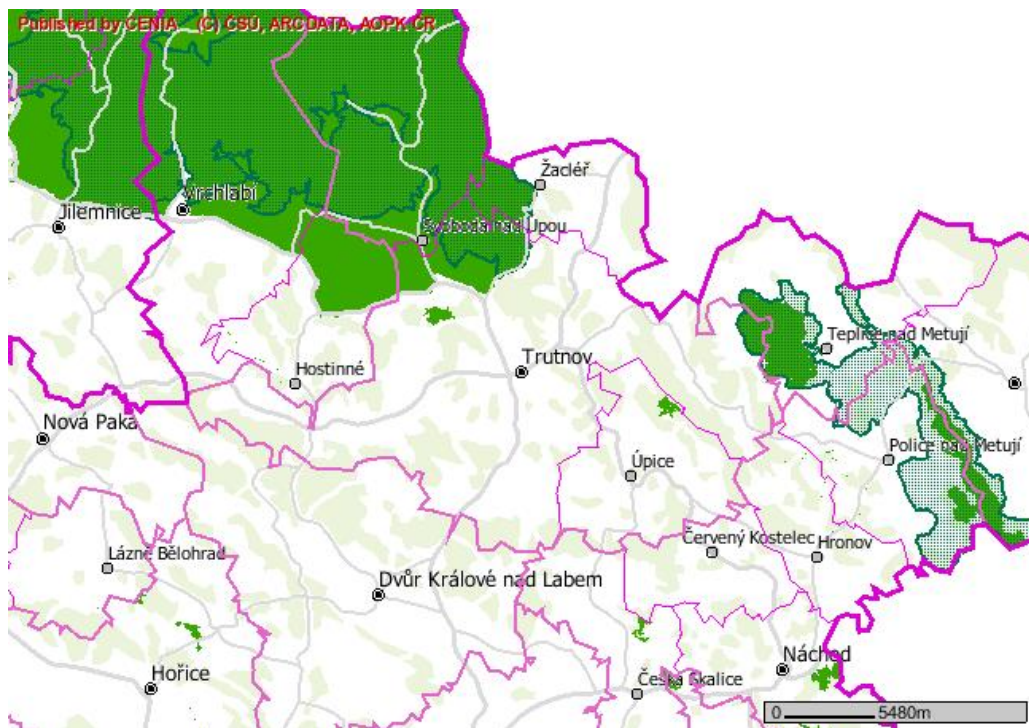 Published by CENIA (C) ČSÚ, ARCDATA, AOPK ČR
Žacléř
Vrchlabí
Jilemnice
Svoboda nad Úpou
Teplice nad Metují
Trutnov
Hostinné
Nová Paka
Police nad Metují
Úpice
Červený Kostelec
Hronov
Lázně Bělohrad
Dvůr Králové nad Labem
Náchod
Hořice
Česká Skalice
0 5480m